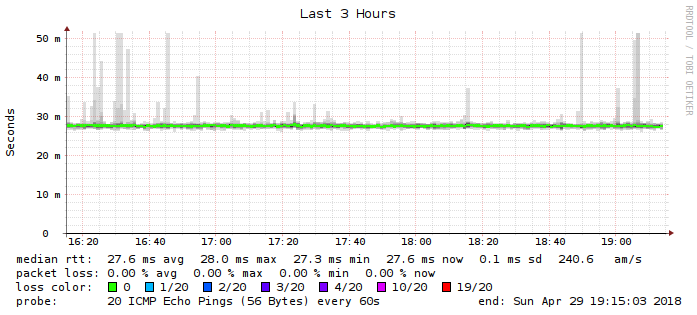 Last 3 Hours
RRDTOOL / TOBI OETIKER
Seconds
50 m
40 m
30 m
20 m
10 m
0
16:20 16:40 17:00 17:20 17:40 18:00 18:20 18:40 19:00
median rtt: 27.6 ms avg 28.0 ms max 27.3 ms min 27.6 ms now 0.1 ms sd 240.6 am/s
packet loss: 0.00 % avg 0.00 % max 0.00 % min 0.00 % now
loss color: 0 1/20 2/20 3/20 4/20 10/20 19/20
probe: 20 ICMP Echo Pings (56 Bytes) every 60s end: Sun Apr 29 19:15:03 2018